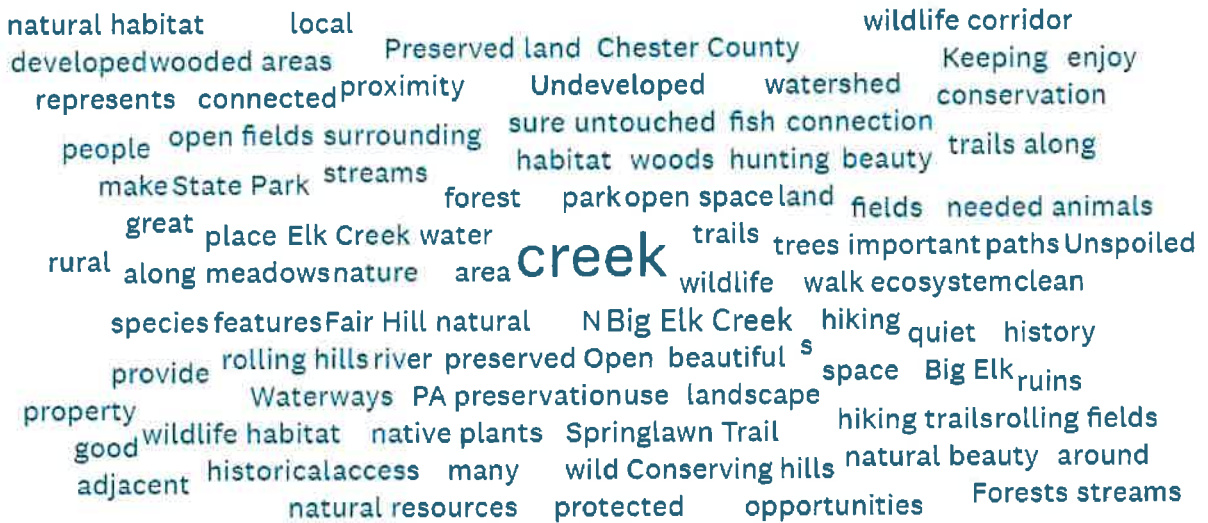 natural habitat local wildlife corridor
developed wooded areas Preserved land Chester County Keeping enjoy
represents connected proximity Undeveloped watershed conservation
people open fields surrounding sure untouched fish connection trails along
make State Park streams habitat woods hunting beauty
forest park open space land fields needed animals
great place Elk Creek water creek trails trees important paths Unspoiled
rural along meadows nature area wildlife walk ecosystem clean
species features Fair Hill natural N Big Elk Creek hiking quiet history
provide rolling hills river preserved Open beautiful s space Big Elk ruins
property Waterways PA preservation use landscape hiking trails rolling fields
good wildlife habitat native plants Springlawn Trail
adjacent historical access many wild Conserving hills natural beauty around
natural resources protected opportunities Forests streams